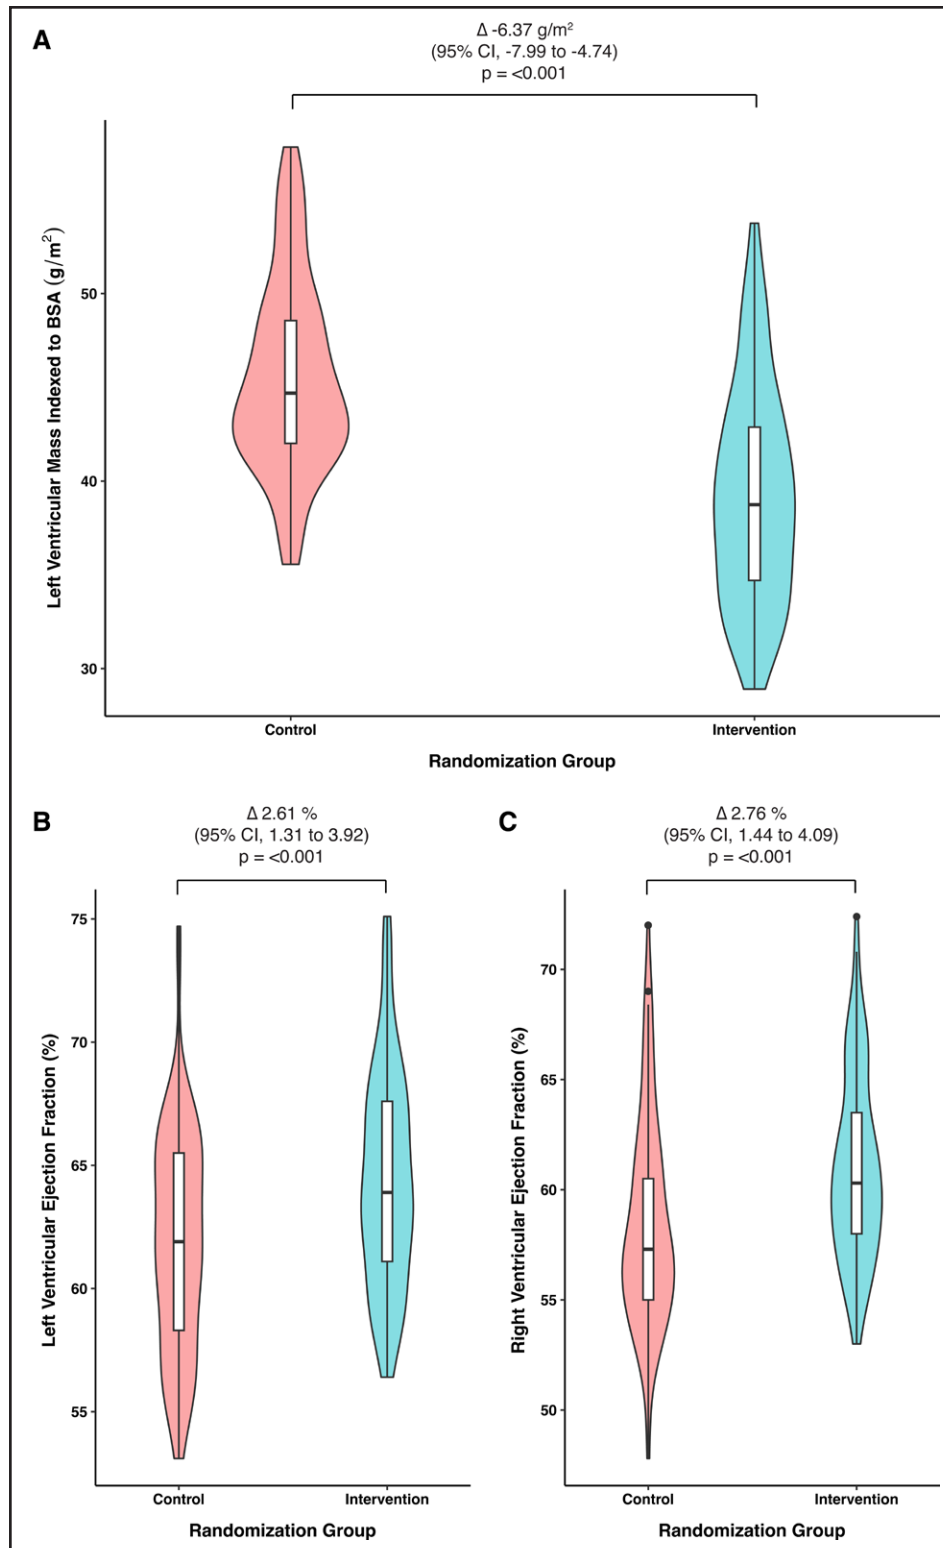 A
Δ -6.37 g/m²
(95% CI, -7.99 to -4.74)
p = <0.001
Left Ventricular Mass Indexed to BSA (g/m²)
50
40
30
Control
Intervention
Randomization Group
B
Δ 2.61 %
(95% CI, 1.31 to 3.92)
p = <0.001
Left Ventricular Ejection Fraction (%)
75
70
65
60
55
Control
Intervention
Randomization Group
C
Δ 2.76 %
(95% CI, 1.44 to 4.09)
p = <0.001
Right Ventricular Ejection Fraction (%)
70
65
60
55
50
Control
Intervention
Randomization Group